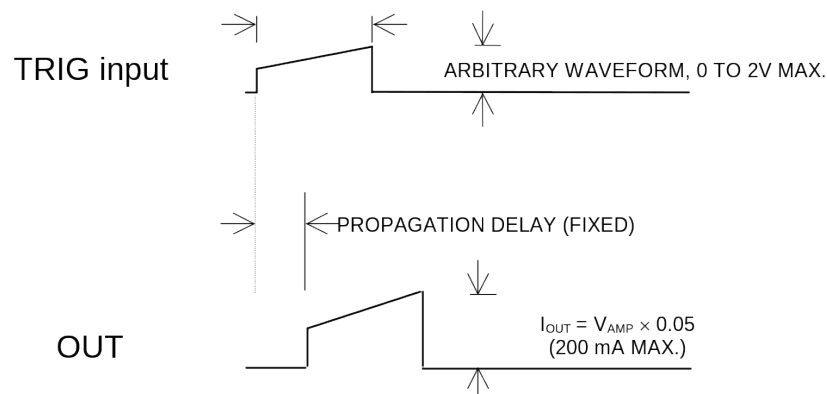 TRIG input
ARBITRARY WAVEFORM, 0 TO 2V MAX.
PROPAGATION DELAY (FIXED)
OUT
IOUT = VAMP × 0.05
(200 mA MAX.)